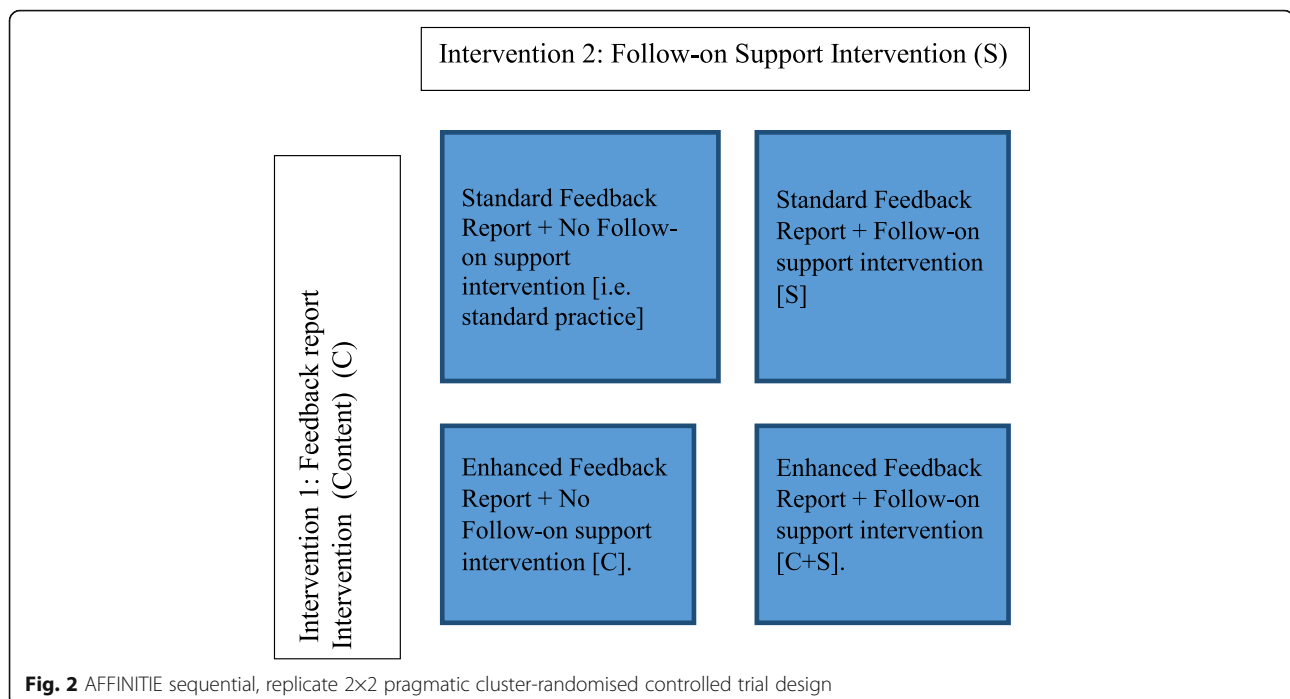 Intervention 2: Follow-on Support Intervention (S)
Intervention 1: Feedback report
Intervention (Content) (C)
Standard Feedback
Report + No Follow-
on support
intervention [i.e.
standard practice]
Standard Feedback
Report + Follow-on
support intervention
[S]
Enhanced Feedback
Report + No
Follow-on support
intervention [C].
Enhanced Feedback
Report + Follow-on
support intervention
[C+S].
Fig. 2 AFFINITIE sequential, replicate 2×2 pragmatic cluster-randomised controlled trial design